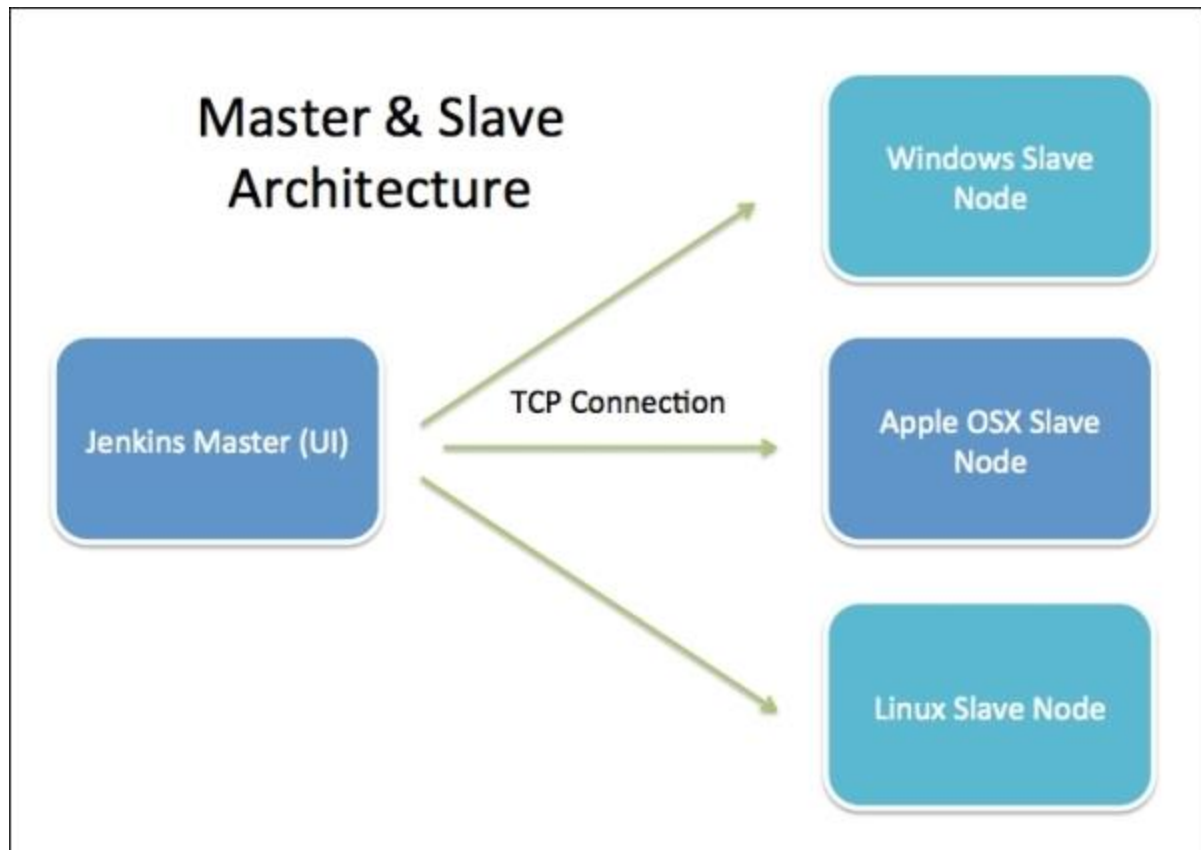 Master & Slave
Architecture
Windows Slave
Node
Jenkins Master (UI)
TCP Connection
Apple OSX Slave
Node
Linux Slave Node